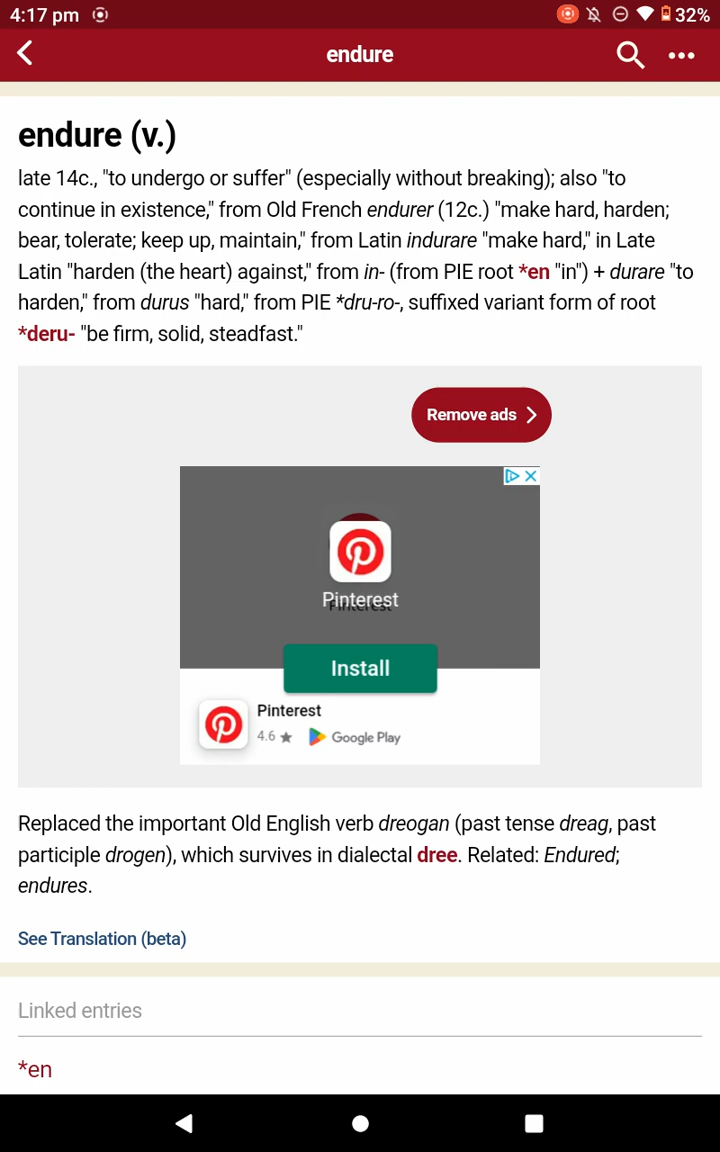 4:17 pm
32%
endure
endure (v.)
late 14c., "to undergo or suffer" (especially without breaking); also "to
continue in existence," from Old French endurer (12c.) "make hard, harden;
bear, tolerate; keep up, maintain," from Latin indurare "make hard," in Late
Latin "harden (the heart) against," from in- (from PIE root *en "in") + durare "to
harden," from durus "hard," from PIE *dru-ro-, suffixed variant form of root
*deru- "be firm, solid, steadfast."
Remove ads
Pinterest
Pinterest
Install
Pinterest
4.6 ★ Google Play
Replaced the important Old English verb dreogan (past tense dreag, past
participle drogen), which survives in dialectal dree. Related: Endured;
endures.
See Translation (beta)
Linked entries
*en